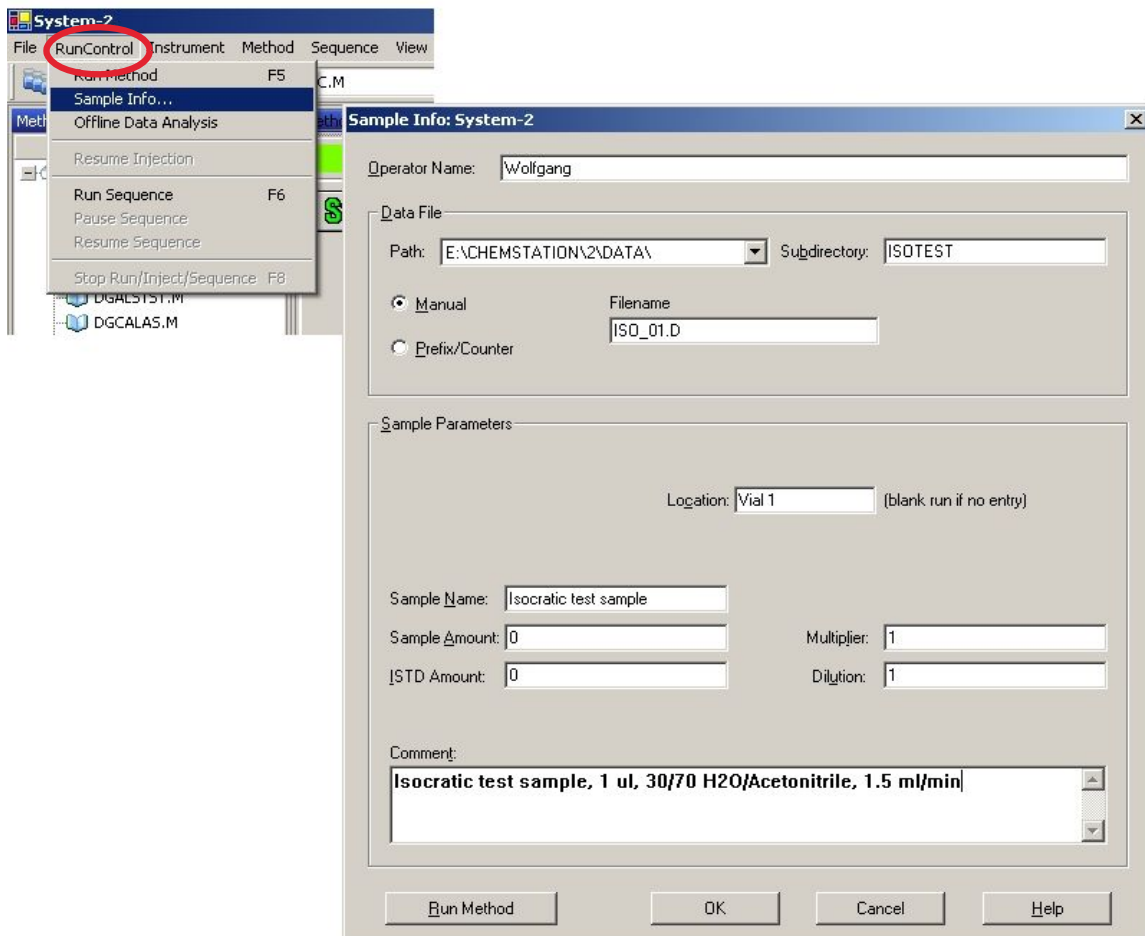 System-2
File RunControl Instrument Method Sequence View
Run Method F5
C.M
Sample Info...
Offline Data Analysis
Resume Injection
Run Sequence F6
Pause Sequence
Resume Sequence
Stop Run/Inject/Sequence F8
DGALSTST.M
DGCALAS.M
Sample Info: System-2
Operator Name: Wolfgang
Data File
Path: E:\CHEMSTATION\2\DATA\ Subdirectory: ISOTEST
Manual Filename
ISO_01.D
Prefix/Counter
Sample Parameters
Location: Vial 1 (blank run if no entry)
Sample Name: Isocratic test sample
Sample Amount: 0 Multiplier: 1
ISTD Amount: 0 Dilution: 1
Comment:
Isocratic test sample, 1 ul, 30/70 H2O/Acetonitrile, 1.5 ml/min
Run Method OK Cancel Help